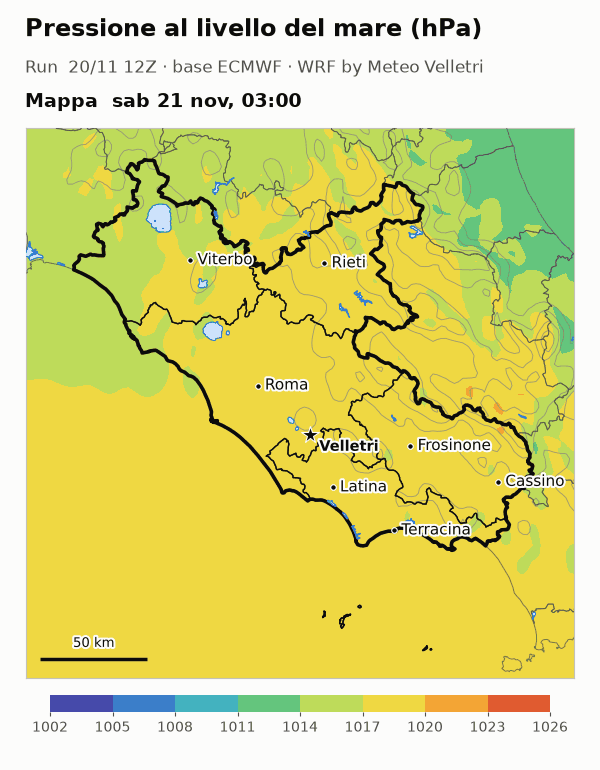 Pressione al livello del mare (hPa)
Run  20/11 12Z · base ECMWF · WRF by Meteo Velletri
Mappa  sab 21 nov, 03:00
Viterbo
Rieti
Roma
Velletri
Frosinone
Cassino
Latina
Terracina
50 km
1002 1005 1008 1011 1014 1017 1020 1023 1026